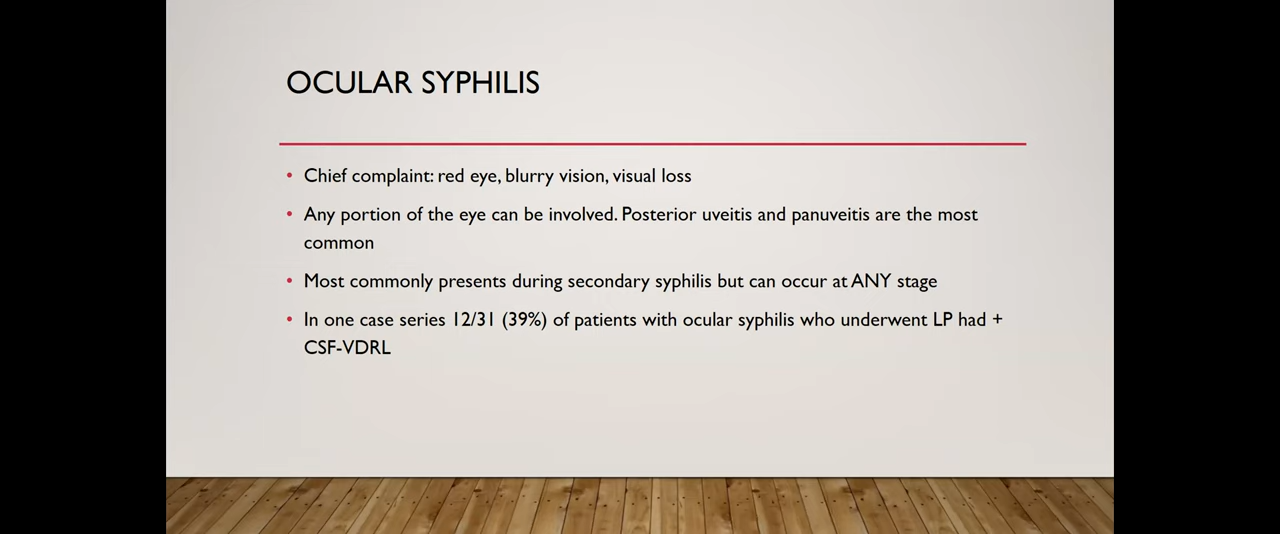 OCULAR SYPHILIS
• Chief complaint: red eye, blurry vision, visual loss
• Any portion of the eye can be involved. Posterior uveitis and panuveitis are the most
common
• Most commonly presents during secondary syphilis but can occur at ANY stage
• In one case series 12/31 (39%) of patients with ocular syphilis who underwent LP had +
CSF-VDRL